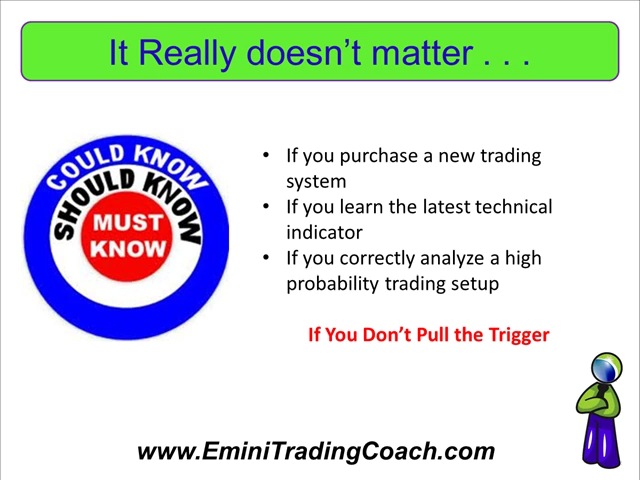 It Really doesn't matter . . .
COULD KNOW
SHOULD KNOW
MUST
KNOW
• If you purchase a new trading
system
• If you learn the latest technical
indicator
• If you correctly analyze a high
probability trading setup
If You Don't Pull the Trigger
www.EminiTradingCoach.com